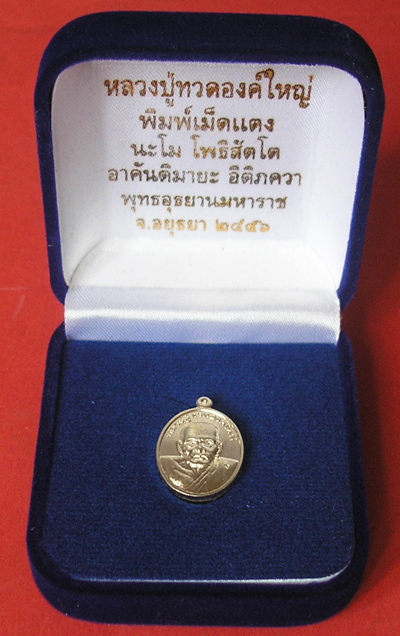 หลวงปู่ทวดองค์ใหญ่
พิมพ์เม็ดแตง
นะโม โพธิสัตโต
อาคันติมายะ อิติภควา
พุทธอุธยานมหาราช
จ.อยุธยา ๒๕๕๖